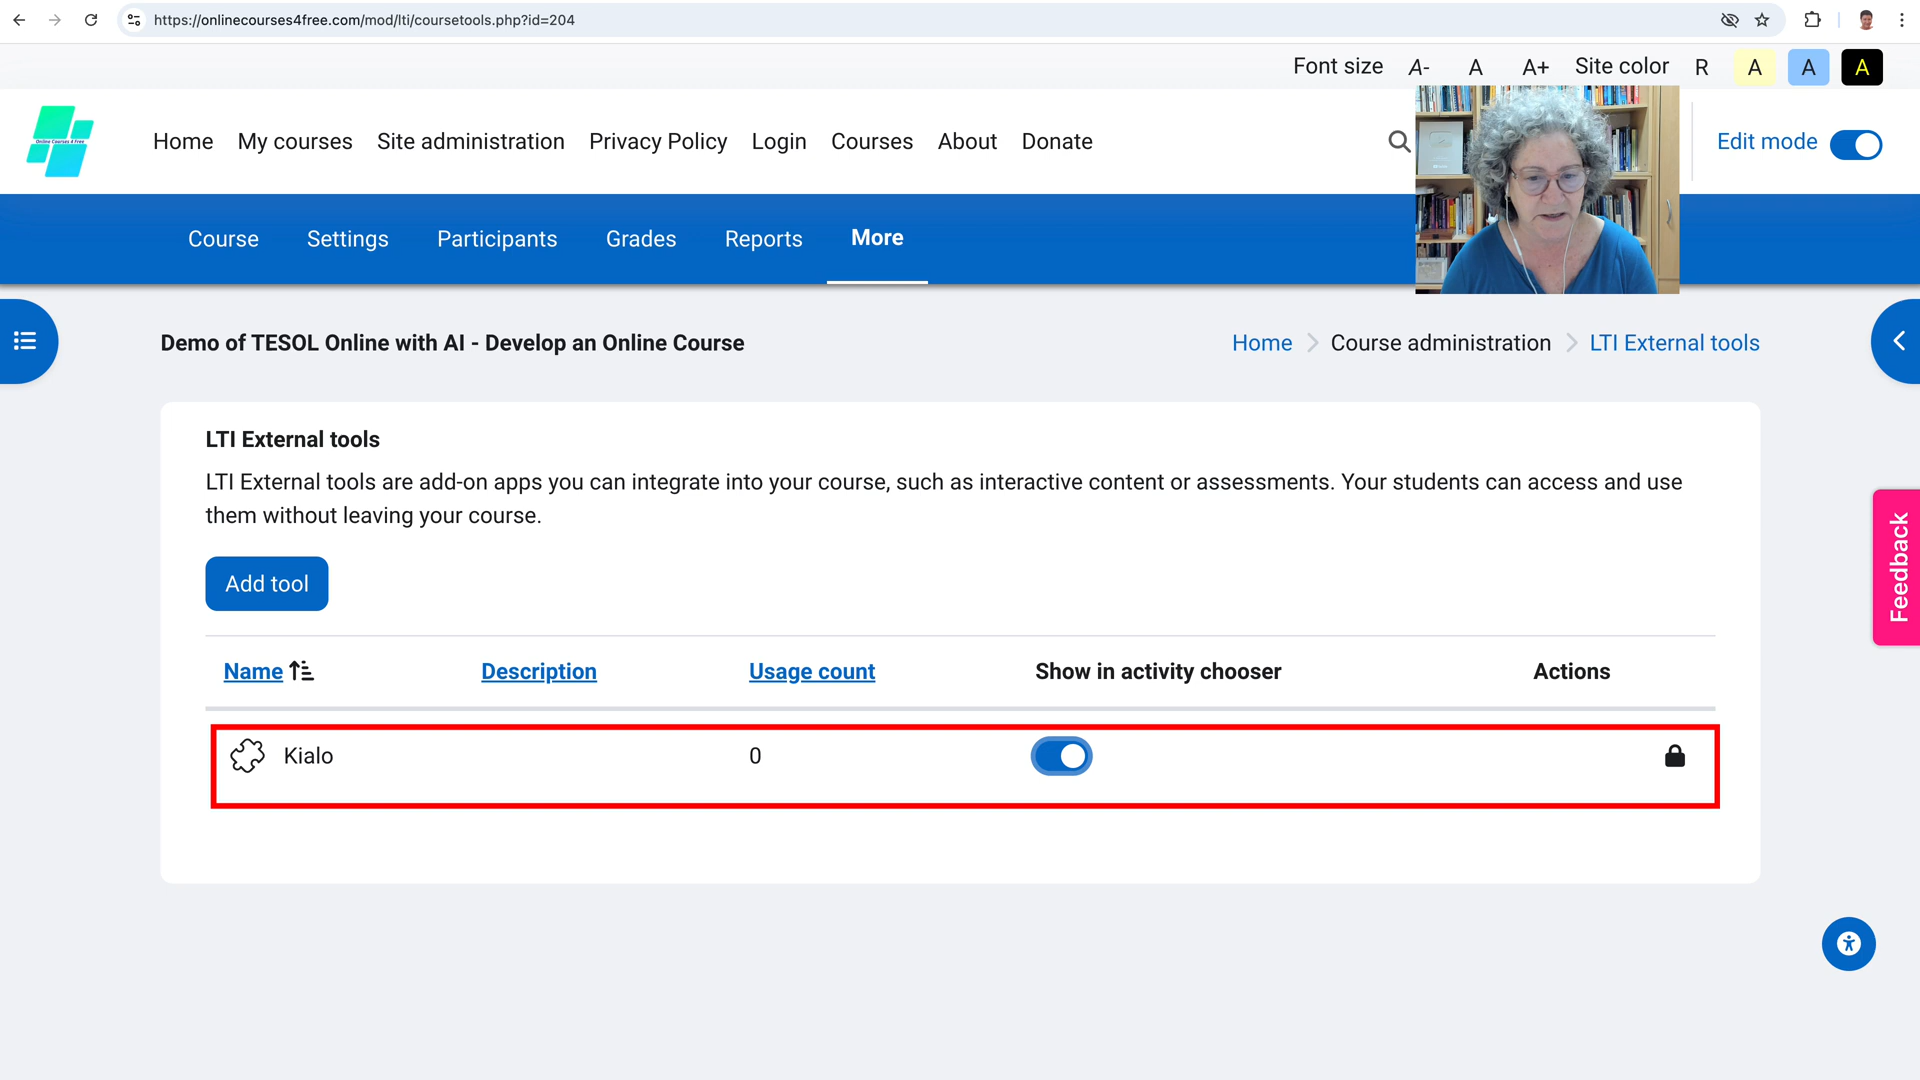 https://onlinecourses4free.com/mod/lti/coursetools.php?id=204
Font size A- A A+ Site color R A A A
Online Courses 4 Free
Home My courses Site administration Privacy Policy Login Courses About Donate
Edit mode
Course Settings Participants Grades Reports More
Demo of TESOL Online with AI - Develop an Online Course
Home Course administration LTI External tools
LTI External tools
LTI External tools are add-on apps you can integrate into your course, such as interactive content or assessments. Your students can access and use
them without leaving your course.
Add tool
Feedback
Name Description Usage count Show in activity chooser Actions
Kialo 0